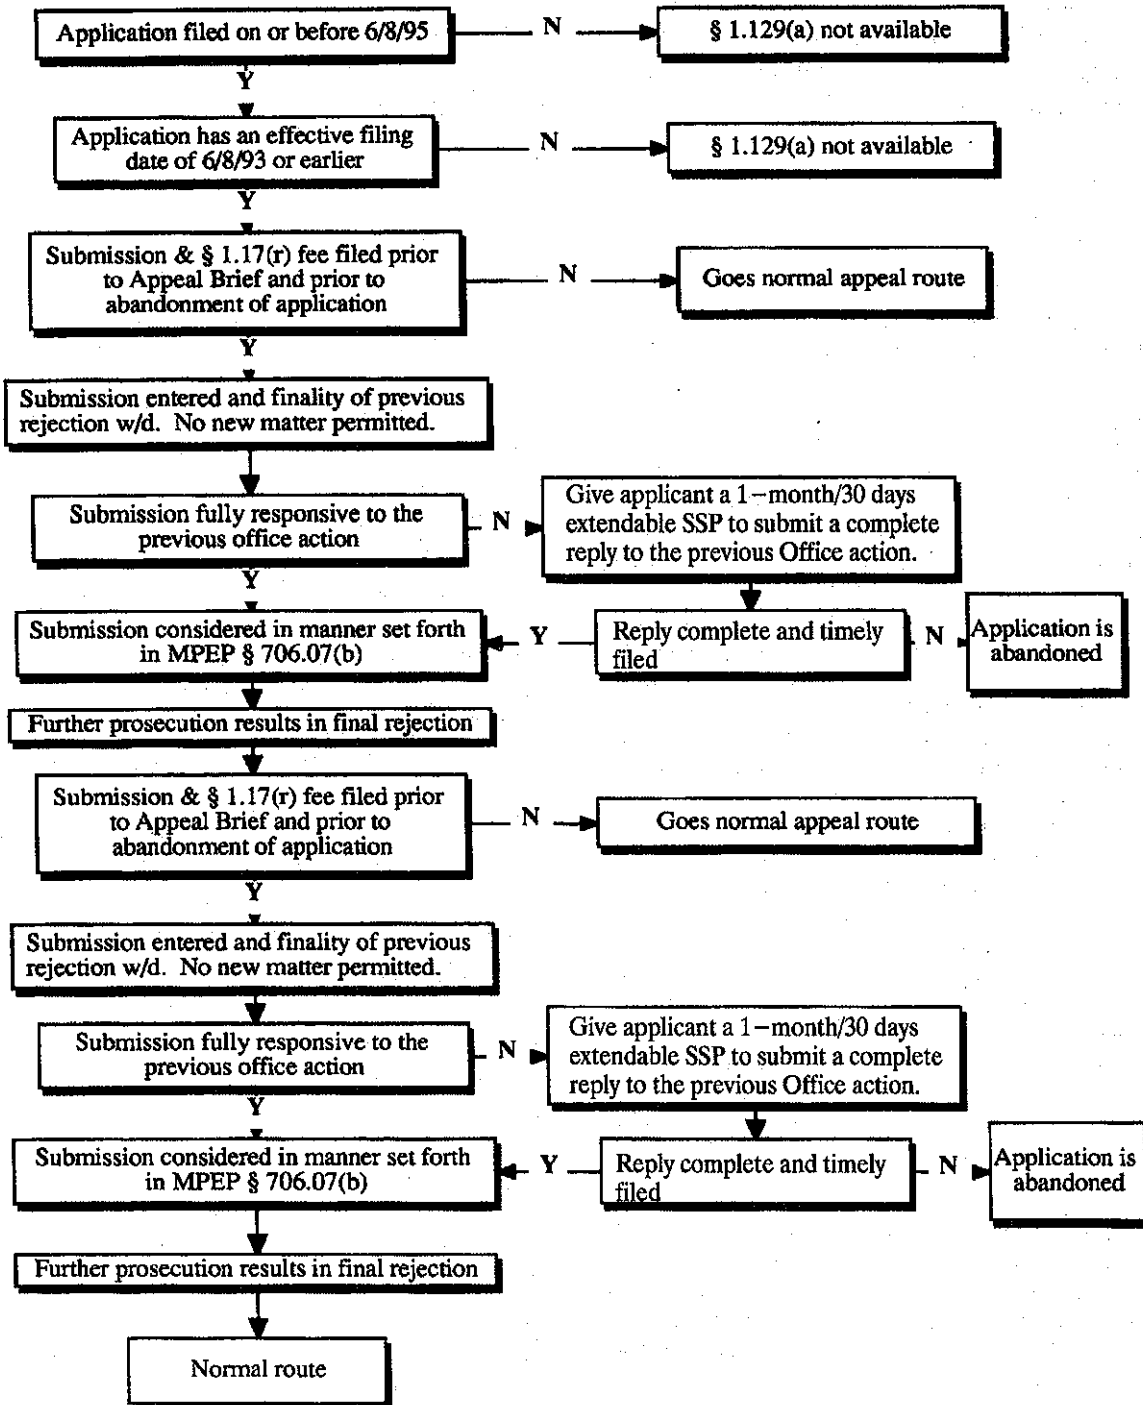 Application filed on or before 6/8/95
N
§ 1.129(a) not available
Y
Application has an effective filing
date of 6/8/93 or earlier
N
§ 1.129(a) not available
Y
Submission & § 1.17(r) fee filed prior
to Appeal Brief and prior to
abandonment of application
N
Goes normal appeal route
Y
Submission entered and finality of previous
rejection w/d. No new matter permitted.
Submission fully responsive to the
previous office action
N
Give applicant a 1-month/30 days
extendable SSP to submit a complete
reply to the previous Office action.
Y
Submission considered in manner set forth
in MPEP § 706.07(b)
Y
Reply complete and timely
filed
N
Application is
abandoned
Further prosecution results in final rejection
Submission & § 1.17(r) fee filed prior
to Appeal Brief and prior to
abandonment of application
N
Goes normal appeal route
Y
Submission entered and finality of previous
rejection w/d. No new matter permitted.
Submission fully responsive to the
previous office action
N
Give applicant a 1-month/30 days
extendable SSP to submit a complete
reply to the previous Office action.
Y
Submission considered in manner set forth
in MPEP § 706.07(b)
Y
Reply complete and timely
filed
N
Application is
abandoned
Further prosecution results in final rejection
Normal route